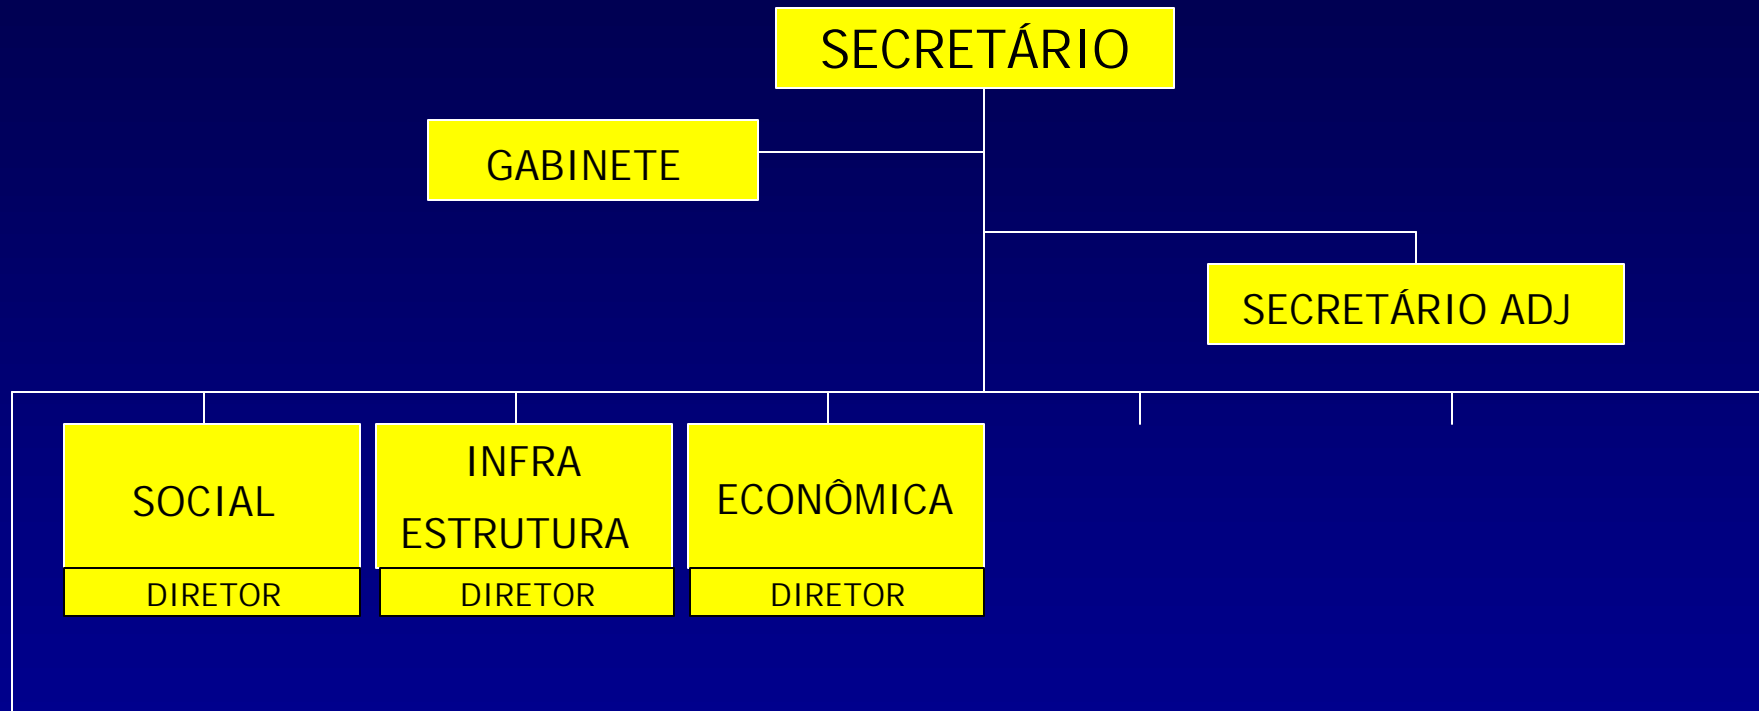 SECRETÁRIO
GABINETE
SECRETÁRIO ADJ
SOCIAL
DIRETOR
INFRA
ESTRUTURA
DIRETOR
ECONÔMICA
DIRETOR